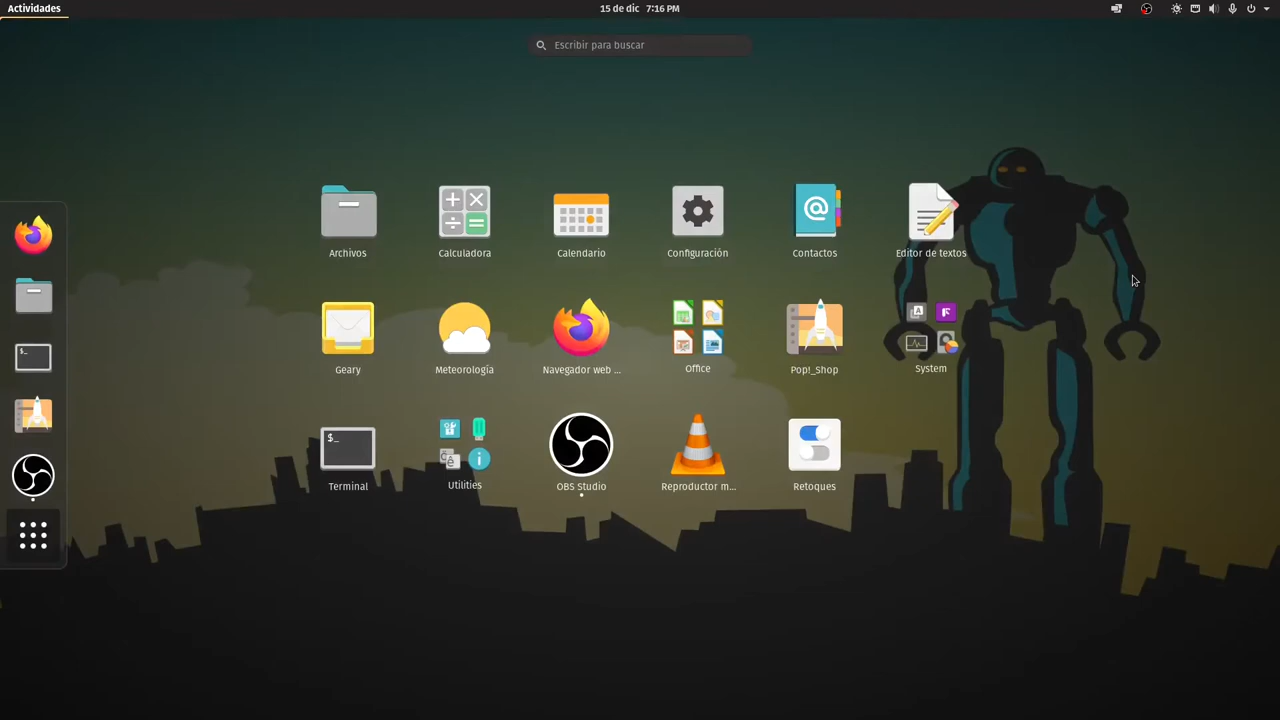 Actividades
15 de dic 7:16 PM
Escribir para buscar
Archivos
Calculadora
Calendario
Configuración
Contactos
Editor de textos
Geary
Meteorología
Navegador web ...
Office
Pop!_Shop
System
$_
Terminal
Utilities
OBS Studio
Reproductor m...
Retoques